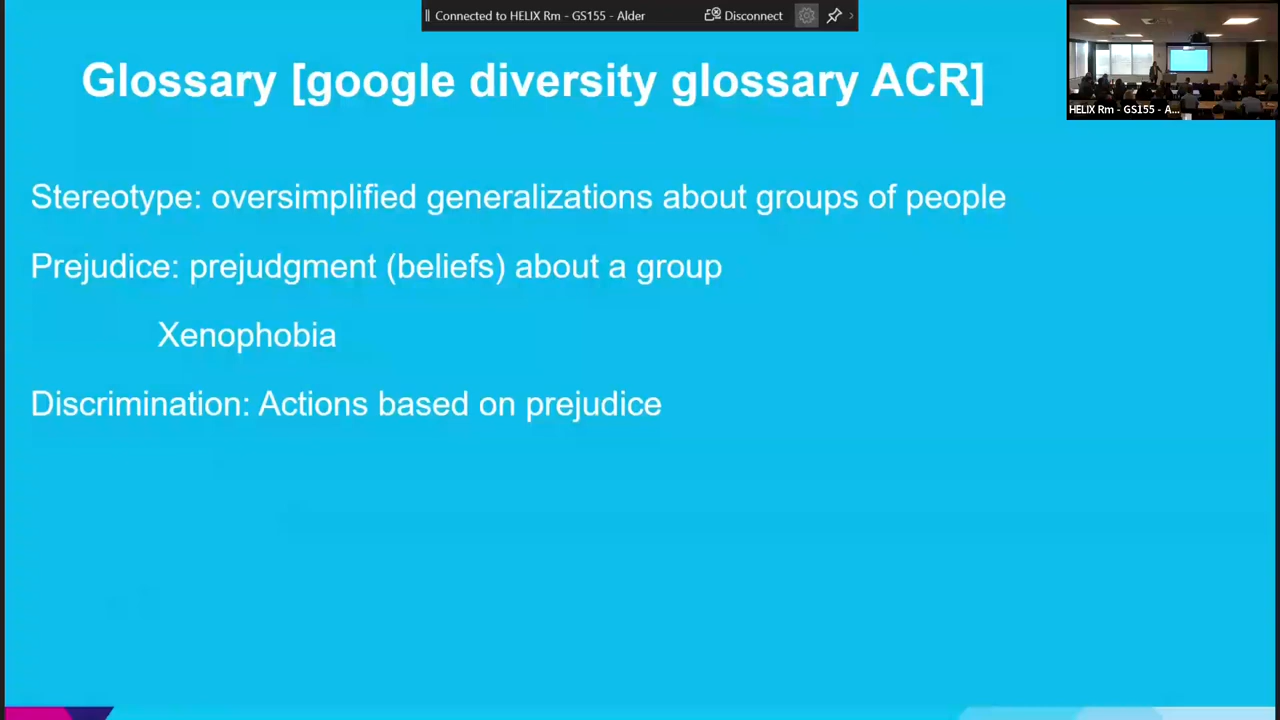 Connected to HELIX Rm - GS155 - Alder
Disconnect
Glossary [google diversity glossary ACR]
HELIX Rm - GS155 - A...
Stereotype: oversimplified generalizations about groups of people
Prejudice: prejudgment (beliefs) about a group
Xenophobia
Discrimination: Actions based on prejudice